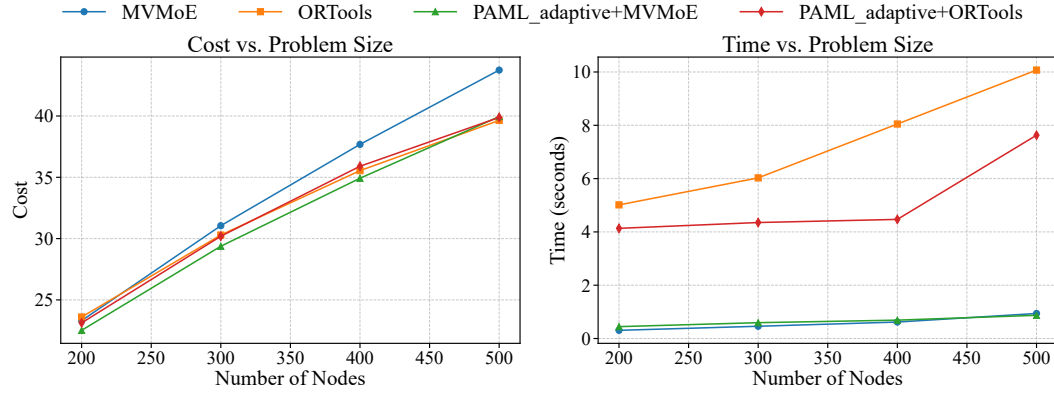 MVMoE ORTools PAML_adaptive+MVMoE PAML_adaptive+ORTools
Cost vs. Problem Size
40
35
30
25
Cost
200 250 300 350 400 450 500
Number of Nodes
Time vs. Problem Size
10
8
6
4
2
0
Time (seconds)
200 250 300 350 400 450 500
Number of Nodes